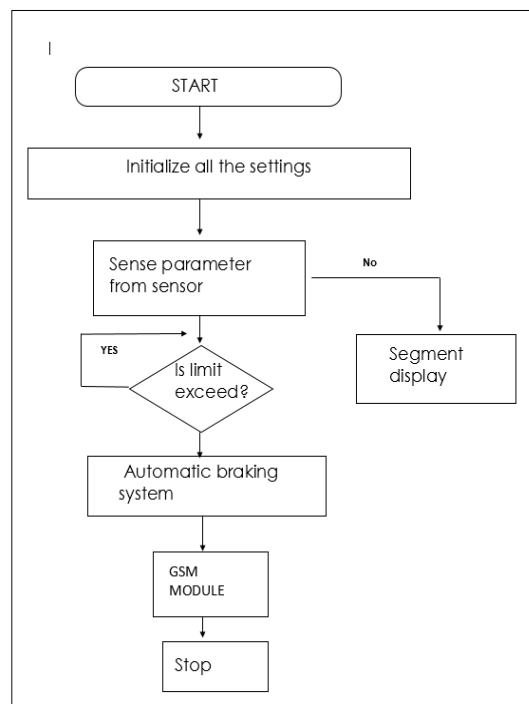 START
Initialize all the settings
Sense parameter
from sensor
No
Segment
display
YES
Is limit
exceed?
Automatic braking
system
GSM
MODULE
Stop